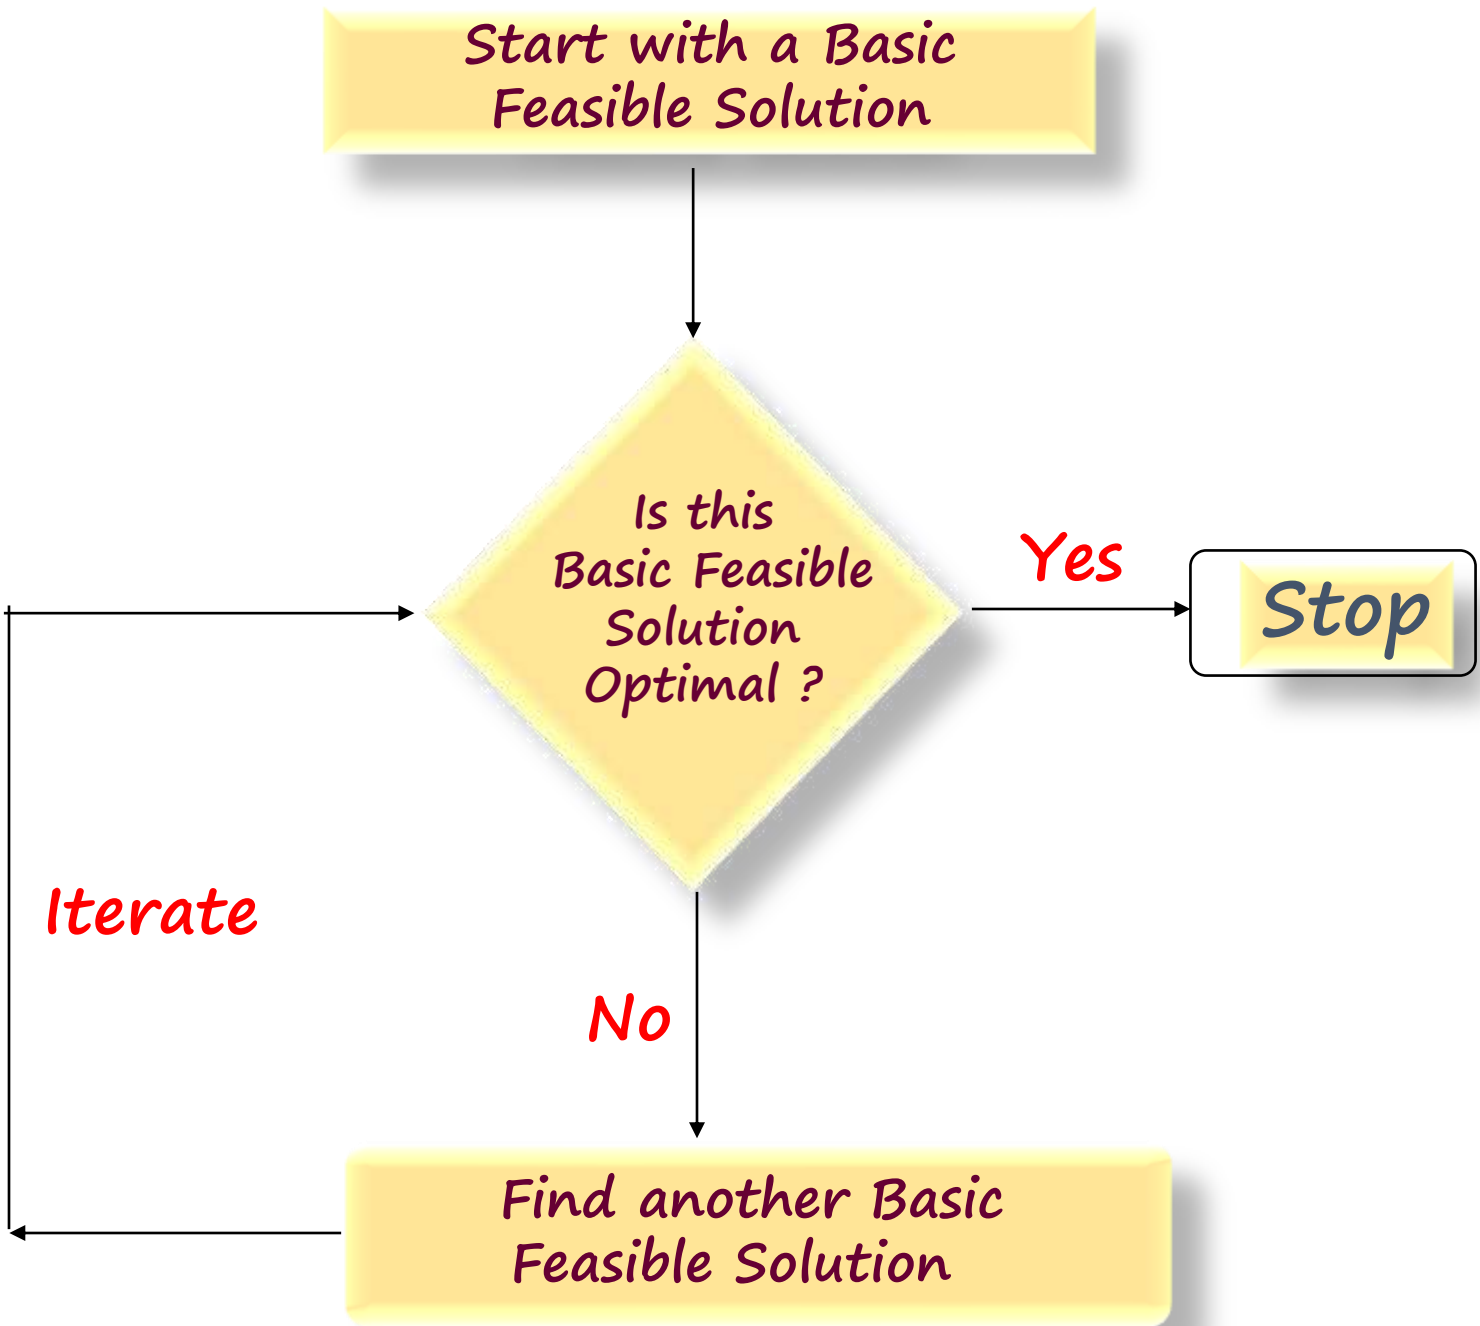 Start with a Basic
Feasible Solution
Is this
Basic Feasible
Solution
Optimal ?
Yes
Stop
Iterate
No
Find another Basic
Feasible Solution